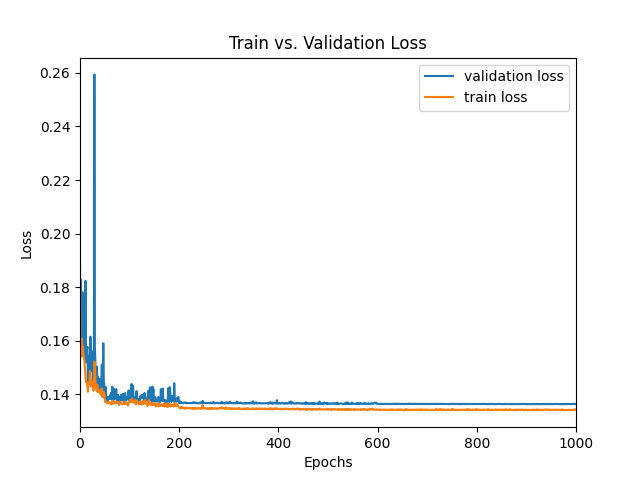 Train vs. Validation Loss
validation loss
train loss
0.26
0.24
0.22
0.20
0.18
0.16
0.14
Loss
0
200
400
600
800
1000
Epochs